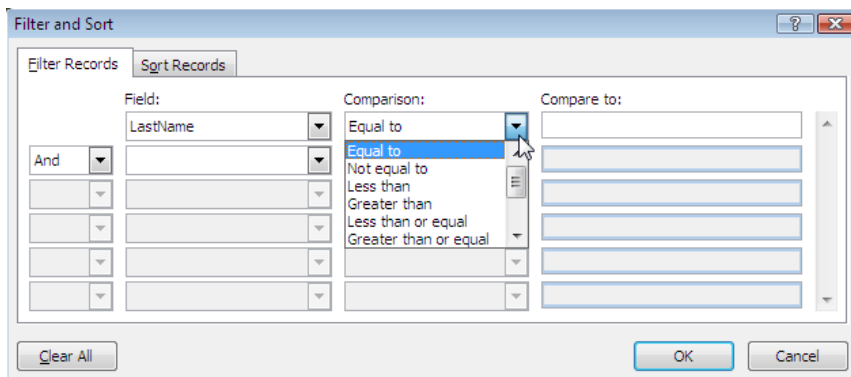 Filter and Sort
Filter Records Sort Records
Field: Comparison: Compare to:
LastName Equal to
And Equal to
Not equal to
Less than
Greater than
Less than or equal
Greater than or equal
Clear All OK Cancel